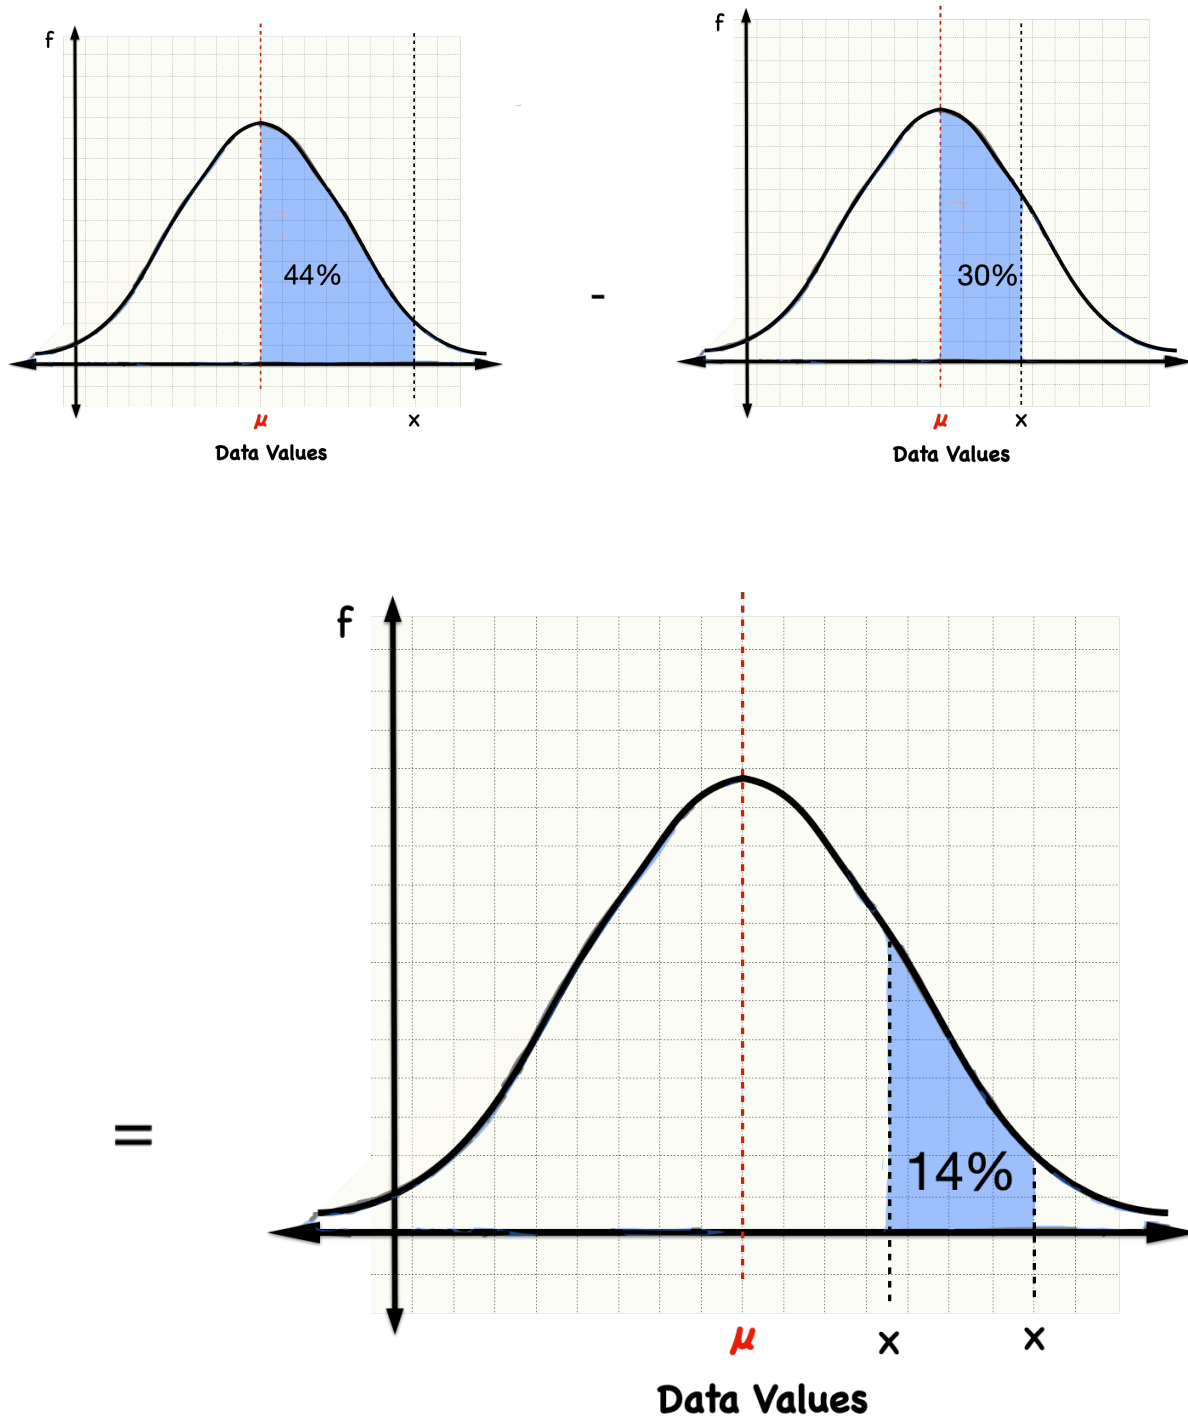 f
44%
μ
x
Data Values
-
f
30%
μ
x
Data Values
=
f
14%
μ
x
x
Data Values